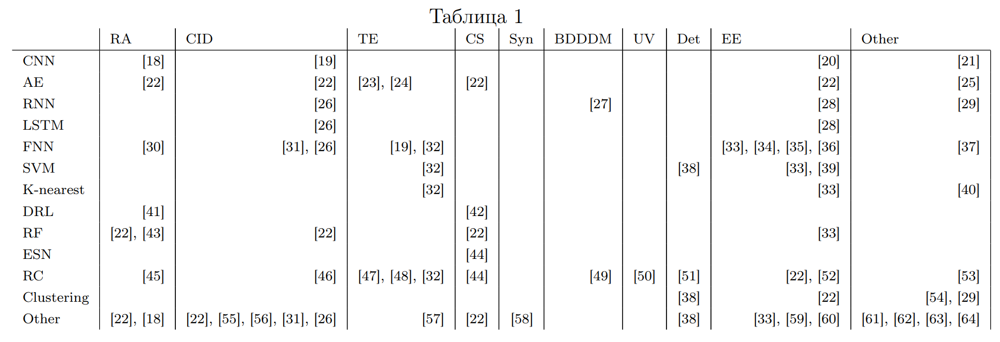 Таблица 1
RA CID TE CS Syn BDDDM UV Det EE Other
CNN [18] [19] [20] [21]
AE [22] [22] [23], [24] [22] [22] [25]
RNN [26] [27] [28] [29]
LSTM [26] [28]
FNN [30] [31], [26] [19], [32] [33], [34], [35], [36] [37]
SVM [32] [38] [33], [39]
K-nearest [32] [33] [40]
DRL [41] [42]
RF [22], [43] [22] [22] [33]
ESN [44]
RC [45] [46] [47], [48], [32] [44] [49] [50] [51] [22], [52] [53]
Clustering [38] [22] [54], [29]
Other [22], [18] [22], [55], [56], [31], [26] [57] [22] [58] [38] [33], [59], [60] [61], [62], [63], [64]